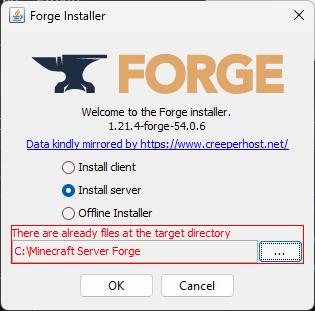 Forge Installer
FORGE
Welcome to the Forge installer.
1.21.4-forge-54.0.6
Data kindly mirrored by https://www.creeperhost.net/
Install client
Install server
Offline Installer
There are already files at the target directory
C:\Minecraft Server Forge
...
OK
Cancel